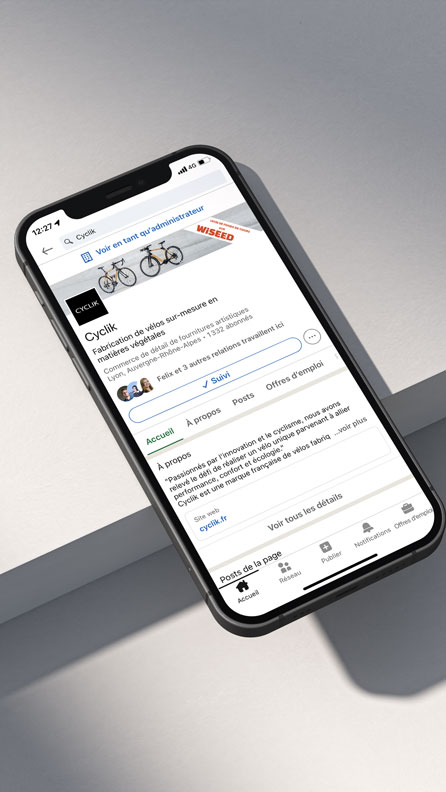 12:27
4G
Cyclik
Voir en tant qu'administrateur
WiSEED
CYCLIK
Cyclik
Fabrication de vélos sur-mesure en
matières végétales
Commerce de détail de fournitures artistiques
Lyon, Auvergne-Rhône-Alpes • 1 332 abonnés
Felix et 3 autres relations travaillent ici
✓ Suivi
Accueil
À propos
Posts
Offres d'emploi
À propos
"Passionnés par l'innovation et le cyclisme, nous avons
relevé le défi de réaliser un vélo unique parvenant à allier
performance, confort et écologie."
Cyclik est une marque française de vélos fabriq ...voir plus
Site web
cyclik.fr
Voir tous les détails
Posts de la page
Accueil
Réseau
Publier
Notifications
Offres d'emploi